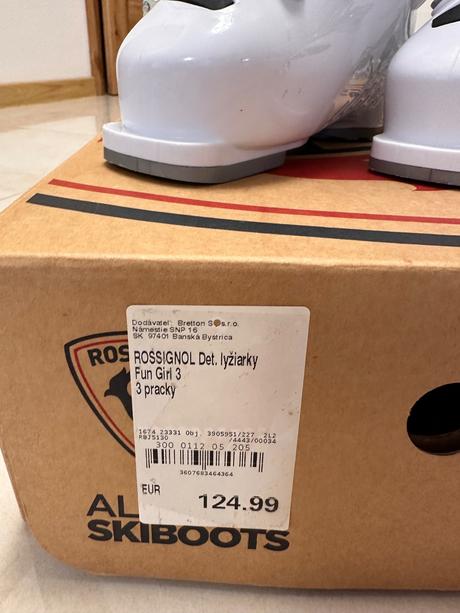 Dodávateľ: Bretton S s.r.o.
Námestie SNP 16
SK 97401 Banská Bystrica
ROSSIGNOL Det. lyžiarky
Fun Girl 3
3 pracky
1674 23331 Obj. 3905951/227 2L2
RBJ5130 /4443/00034
300 0112 05 205
3607683464364
EUR 124.99
ROS
AL
SKIBOOTS